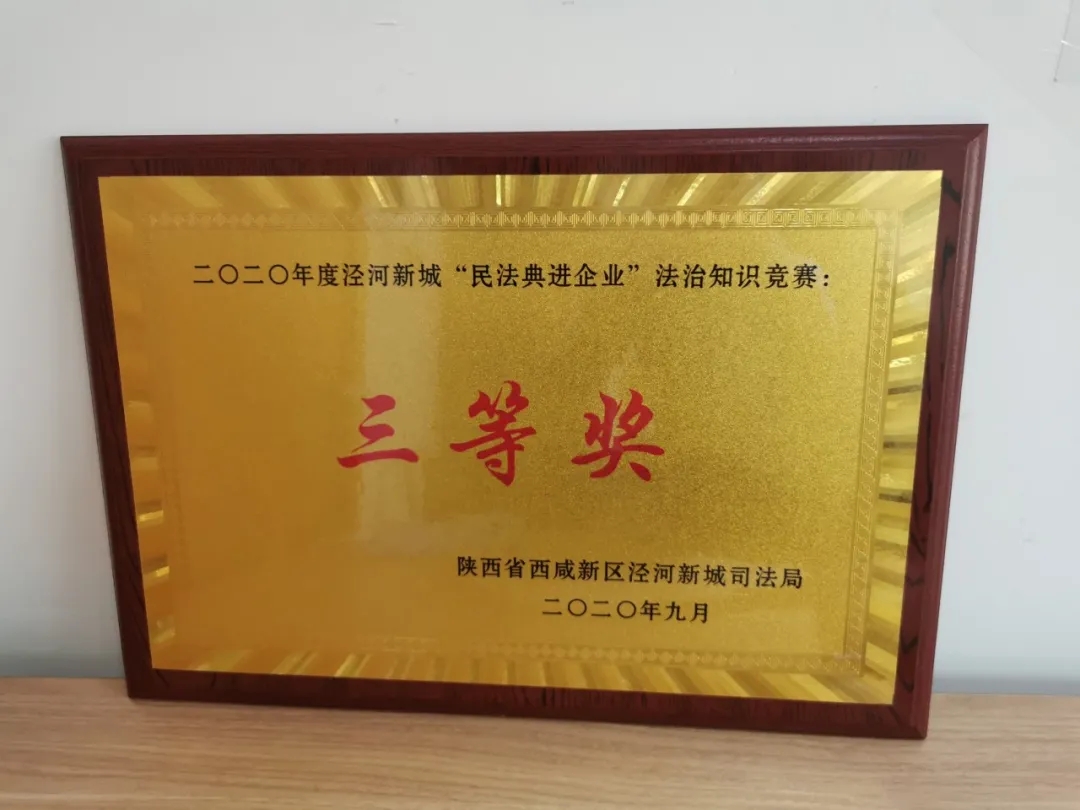 二〇二〇年度泾河新城“民法典进企业”法治知识竞赛：
三等奖
陕西省西咸新区泾河新城司法局
二〇二〇年九月